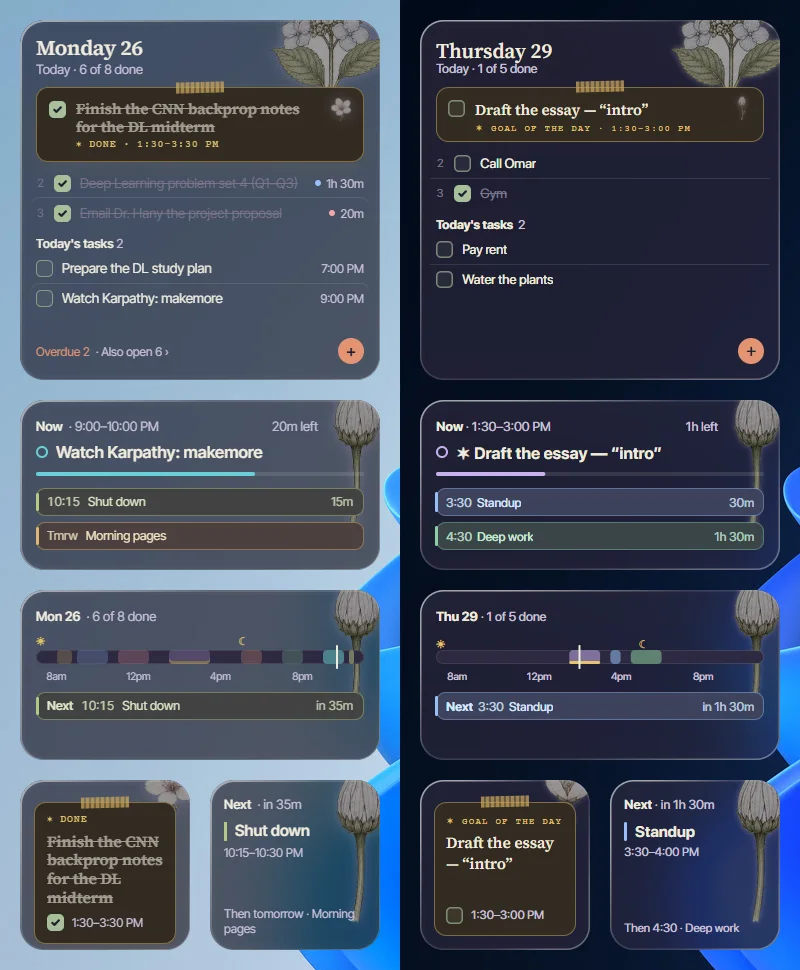 Monday 26
Today · 6 of 8 done
Finish the CNN backprop notes
for the DL midterm
✶ DONE · 1:30–3:30 PM
2 Deep Learning problem set 4 (Q1–Q3) 1h 30m
3 Email Dr. Hany the project proposal 20m
Today's tasks 2
Prepare the DL study plan 7:00 PM
Watch Karpathy: makemore 9:00 PM
Overdue 2 · Also open 6 ›
+
Now · 9:00–10:00 PM 20m left
Watch Karpathy: makemore
10:15 Shut down 15m
Tmrw Morning pages
Mon 26 · 6 of 8 done
8am 12pm 4pm 8pm
Next 10:15 Shut down in 35m
✶ DONE
Finish the CNN
backprop notes
for the DL
midterm
1:30–3:30 PM
Next · in 35m
Shut down
10:15–10:30 PM
Then tomorrow · Morning
pages
Thursday 29
Today · 1 of 5 done
Draft the essay — “intro”
✶ GOAL OF THE DAY · 1:30–3:00 PM
2 Call Omar
3 Gym
Today's tasks 2
Pay rent
Water the plants
+
Now · 1:30–3:00 PM 1h left
✶ Draft the essay — “intro”
3:30 Standup 30m
4:30 Deep work 1h 30m
Thu 29 · 1 of 5 done
8am 12pm 4pm 8pm
Next 3:30 Standup in 1h 30m
✶ GOAL OF THE DAY
Draft the essay
— “intro”
1:30–3:00 PM
Next · in 1h 30m
Standup
3:30–4:00 PM
Then 4:30 · Deep work